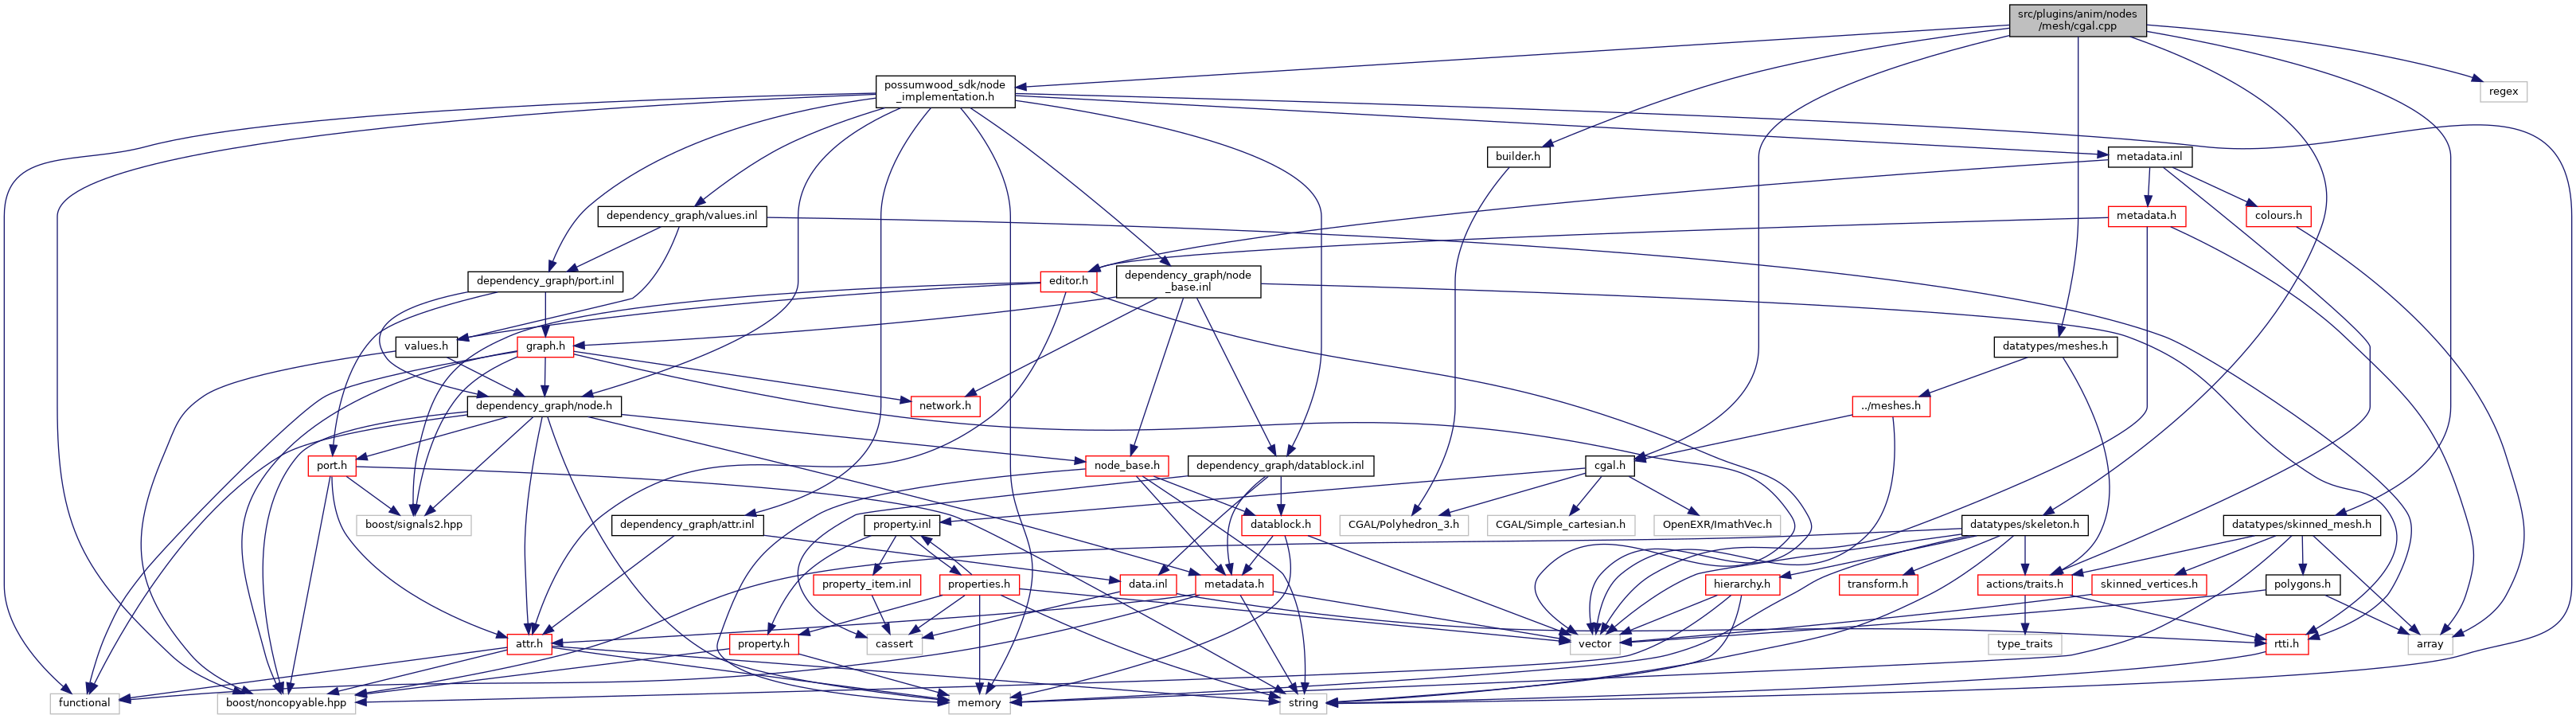 src/plugins/anim/nodes
/mesh/cgal.cpp
possumwood_sdk/node
_implementation.h
regex
builder.h
metadata.inl
dependency_graph/values.inl
metadata.h
colours.h
dependency_graph/port.inl
editor.h
dependency_graph/node
_base.inl
values.h
graph.h
datatypes/meshes.h
dependency_graph/node.h
network.h
../meshes.h
port.h
node_base.h
dependency_graph/datablock.inl
cgal.h
boost/signals2.hpp
dependency_graph/attr.inl
property.inl
datablock.h
CGAL/Polyhedron_3.h
CGAL/Simple_cartesian.h
OpenEXR/ImathVec.h
datatypes/skeleton.h
datatypes/skinned_mesh.h
property_item.inl
properties.h
data.inl
metadata.h
hierarchy.h
transform.h
actions/traits.h
skinned_vertices.h
polygons.h
attr.h
property.h
cassert
vector
type_traits
rtti.h
array
functional
boost/noncopyable.hpp
memory
string